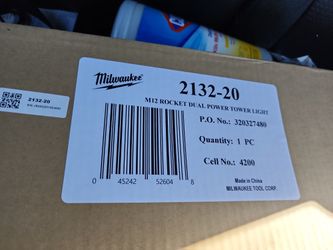 Milwaukee
2132-20
M12 ROCKET DUAL POWER TOWER LIGHT
P.O. No.: 320327480
Quantity: 1 PC
Cell No.: 4200
0 45242 52604 8
Made in China
MILWAUKEE TOOL CORP.
2132-20